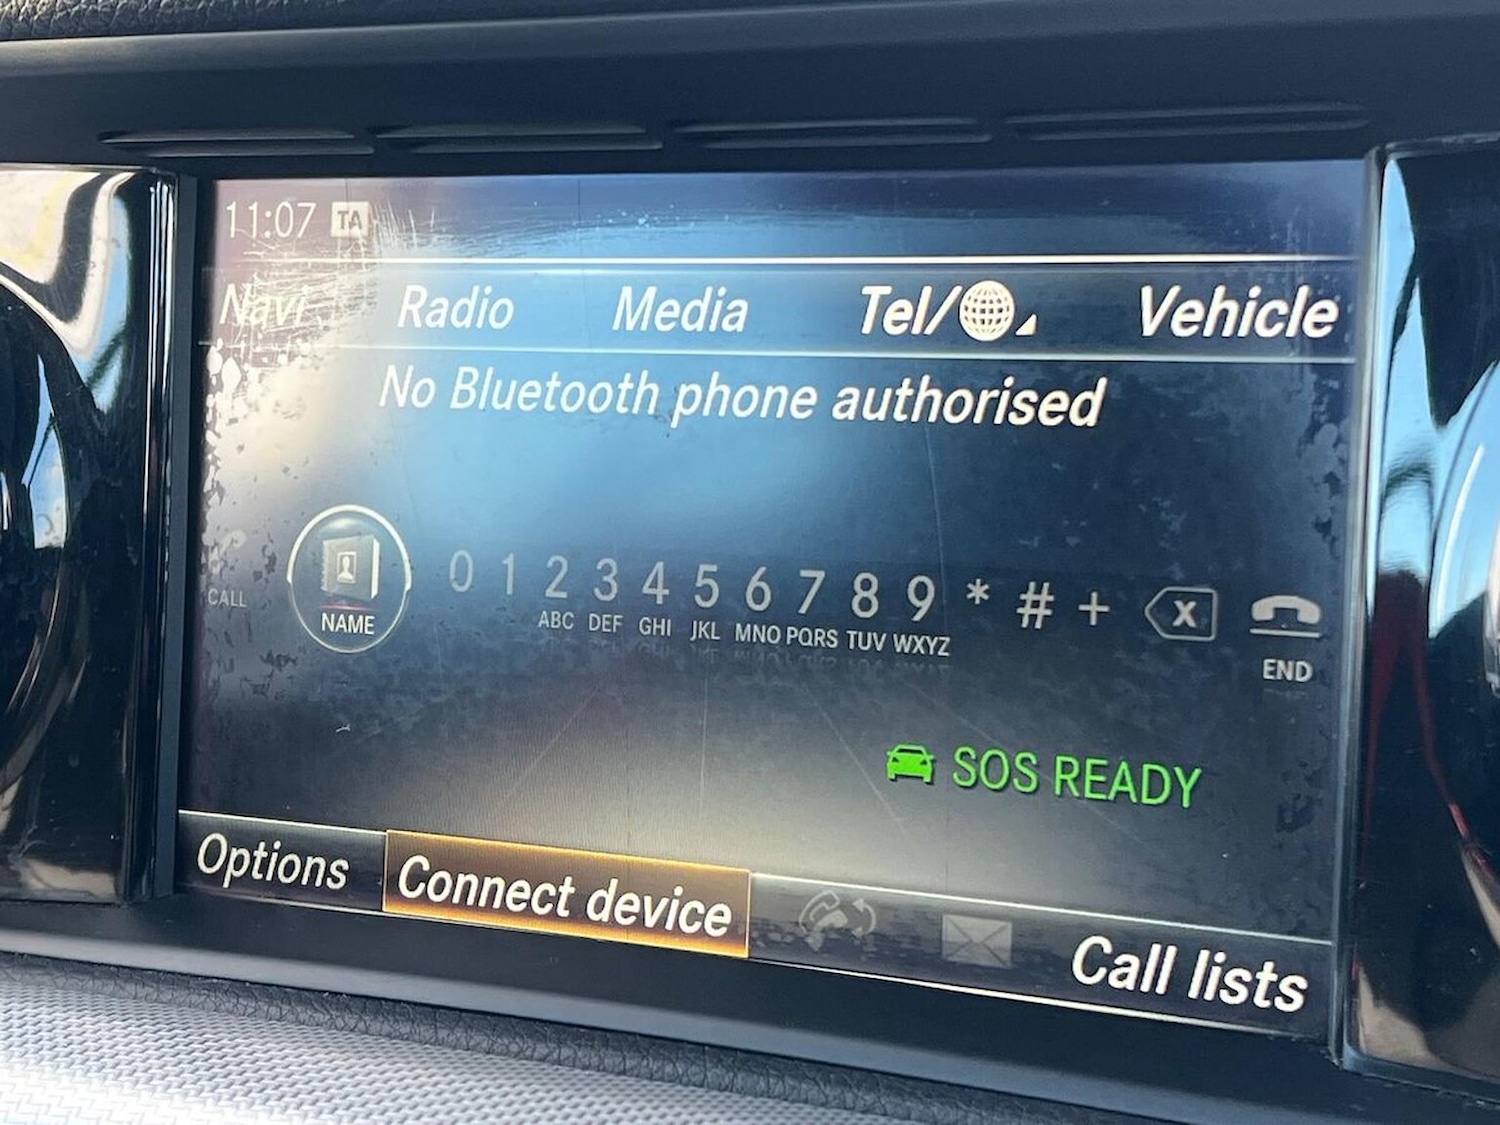 11:07 TA
Navi Radio Media Tel/ Vehicle
No Bluetooth phone authorised
0 1 2 3 4 5 6 7 8 9 * # + X
ABC DEF GHI JKL MNO PQRS TUV WXYZ
CALL NAME END
SOS READY
Options Connect device Call lists